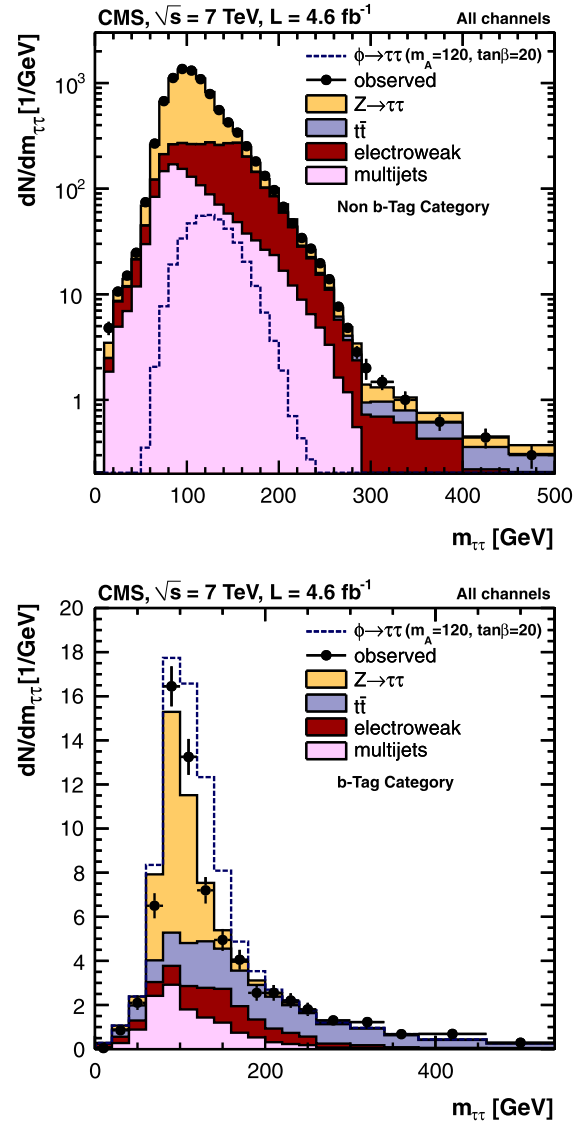 CMS, √s = 7 TeV, L = 4.6 fb⁻¹ All channels
dN/dm_ττ [1/GeV]
10³
10²
10
1
ϕ→ττ (m_A=120, tanβ=20)
observed
Z→ττ
tt̄
electroweak
multijets
Non b-Tag Category
0 100 200 300 400 500
m_ττ [GeV]
CMS, √s = 7 TeV, L = 4.6 fb⁻¹ All channels
dN/dm_ττ [1/GeV]
20
18
16
14
12
10
8
6
4
2
0
ϕ→ττ (m_A=120, tanβ=20)
observed
Z→ττ
tt̄
electroweak
multijets
b-Tag Category
0 200 400
m_ττ [GeV]